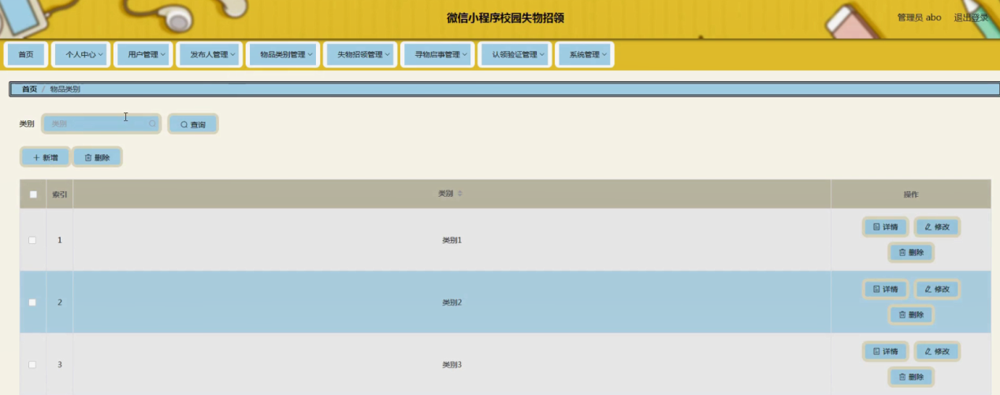 微信小程序校园失物招领
管理员 abo 退出登录
首页 个人中心 用户管理 发布人管理 物品类别管理 失物招领管理 寻物启事管理 认领验证管理 系统管理
首页 / 物品类别
类别 类别 查询
新增 删除
索引 类别 操作
1 类别1 详情 修改
删除
2 类别2 详情 修改
删除
3 类别3 详情 修改
删除